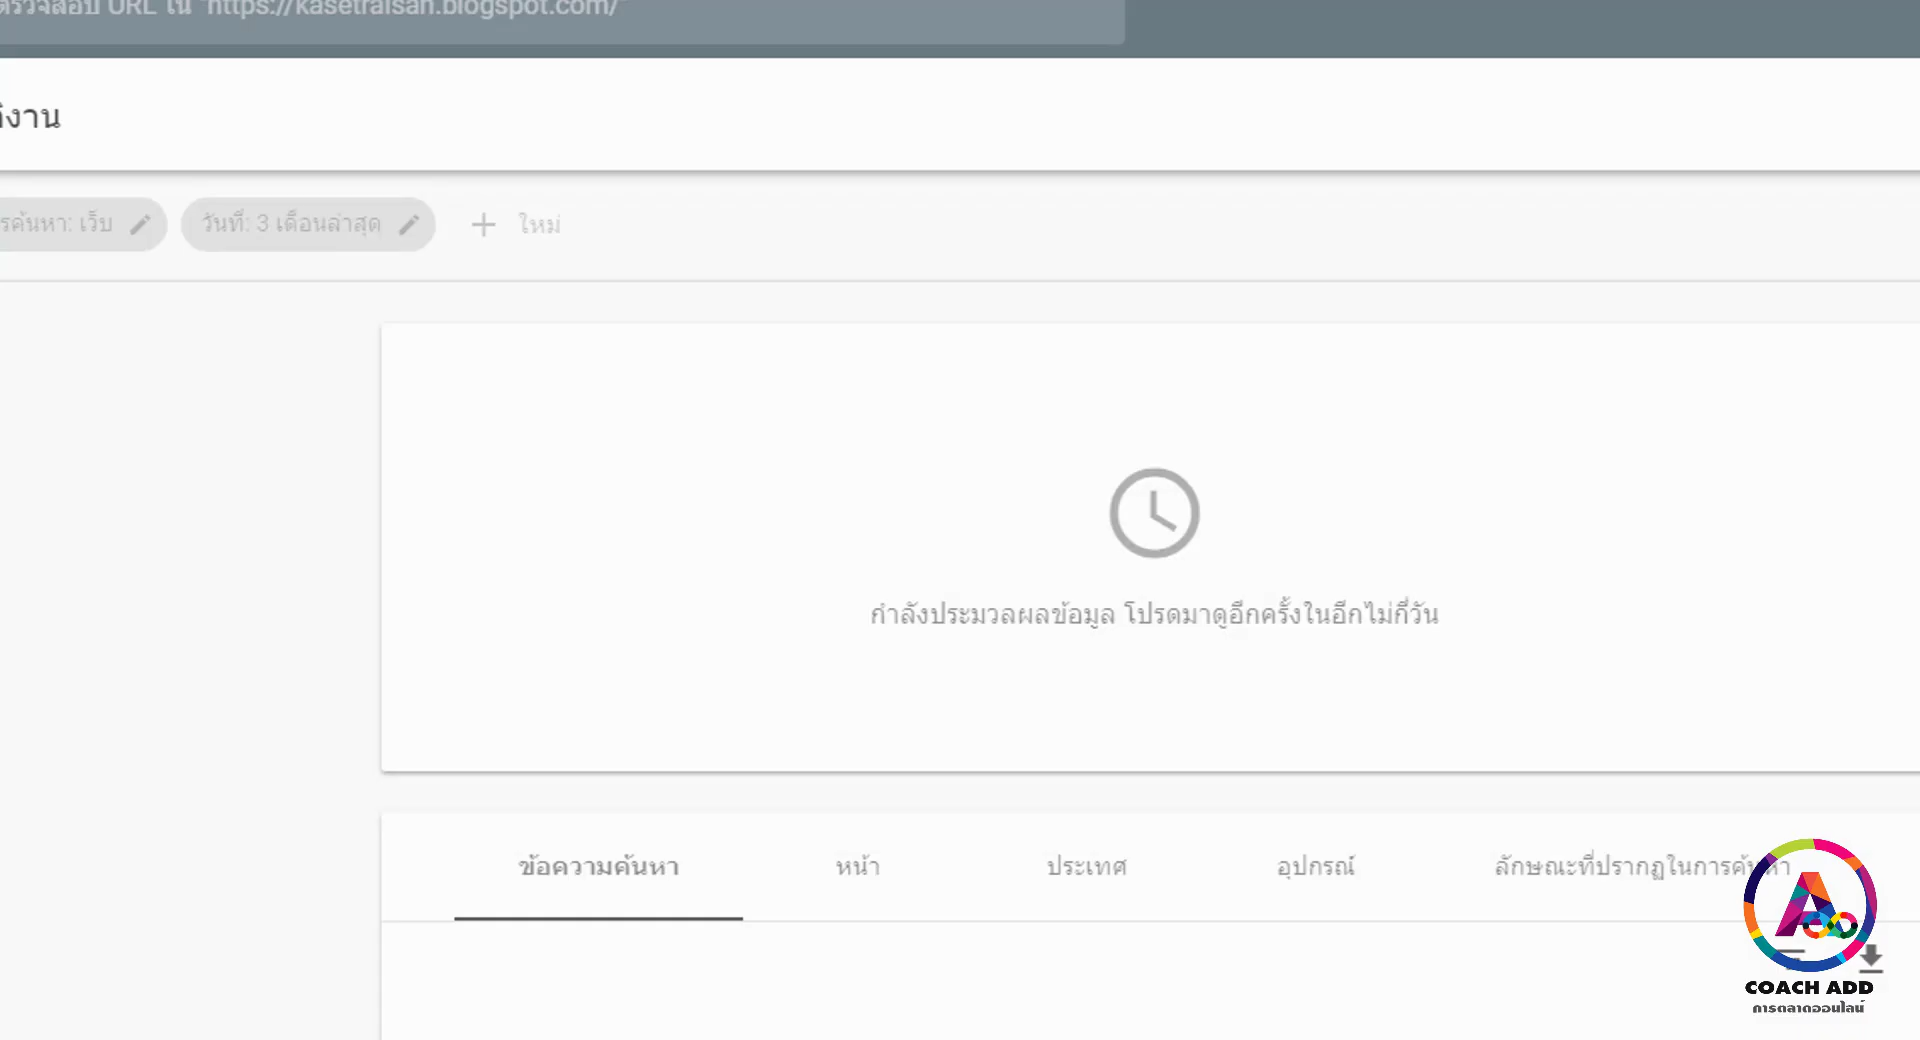 ตรวจสอบ URL ใน "https://kasetraisan.blogspot.com/"
งาน
รค้นหา: เว็บ
วันที่: 3 เดือนล่าสุด
+ ใหม่
กำลังประมวลผลข้อมูล โปรดมาดูอีกครั้งในอีกไม่กี่วัน
ข้อความค้นหา หน้า ประเทศ อุปกรณ์ ลักษณะที่ปรากฏในการค้นหา
COACH ADD
การตลาดออนไลน์